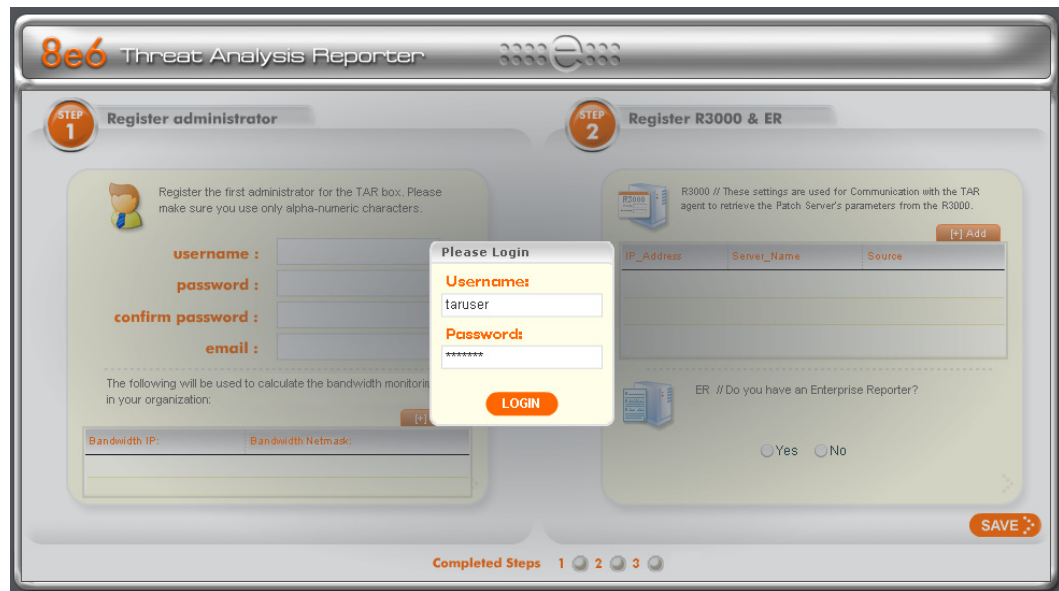 8e6 Threat Analysis Reporter
STEP 1
Register administrator
Register the first administrator for the TAR box. Please
make sure you use only alpha-numeric characters.
username :
password :
confirm password :
email :
The following will be used to calculate the bandwidth monitorin
in your organization:
[+]
Bandwidth IP:
Bandwidth Netmask:
Please Login
Username:
taruser
Password:
*******
LOGIN
STEP 2
Register R3000 & ER
R3000
R3000 // These settings are used for Communication with the TAR
agent to retrieve the Patch Server's parameters from the R3000.
[+] Add
IP_Address
Server_Name
Source
ER // Do you have an Enterprise Reporter?
Yes
No
SAVE
Completed Steps 1 2 3